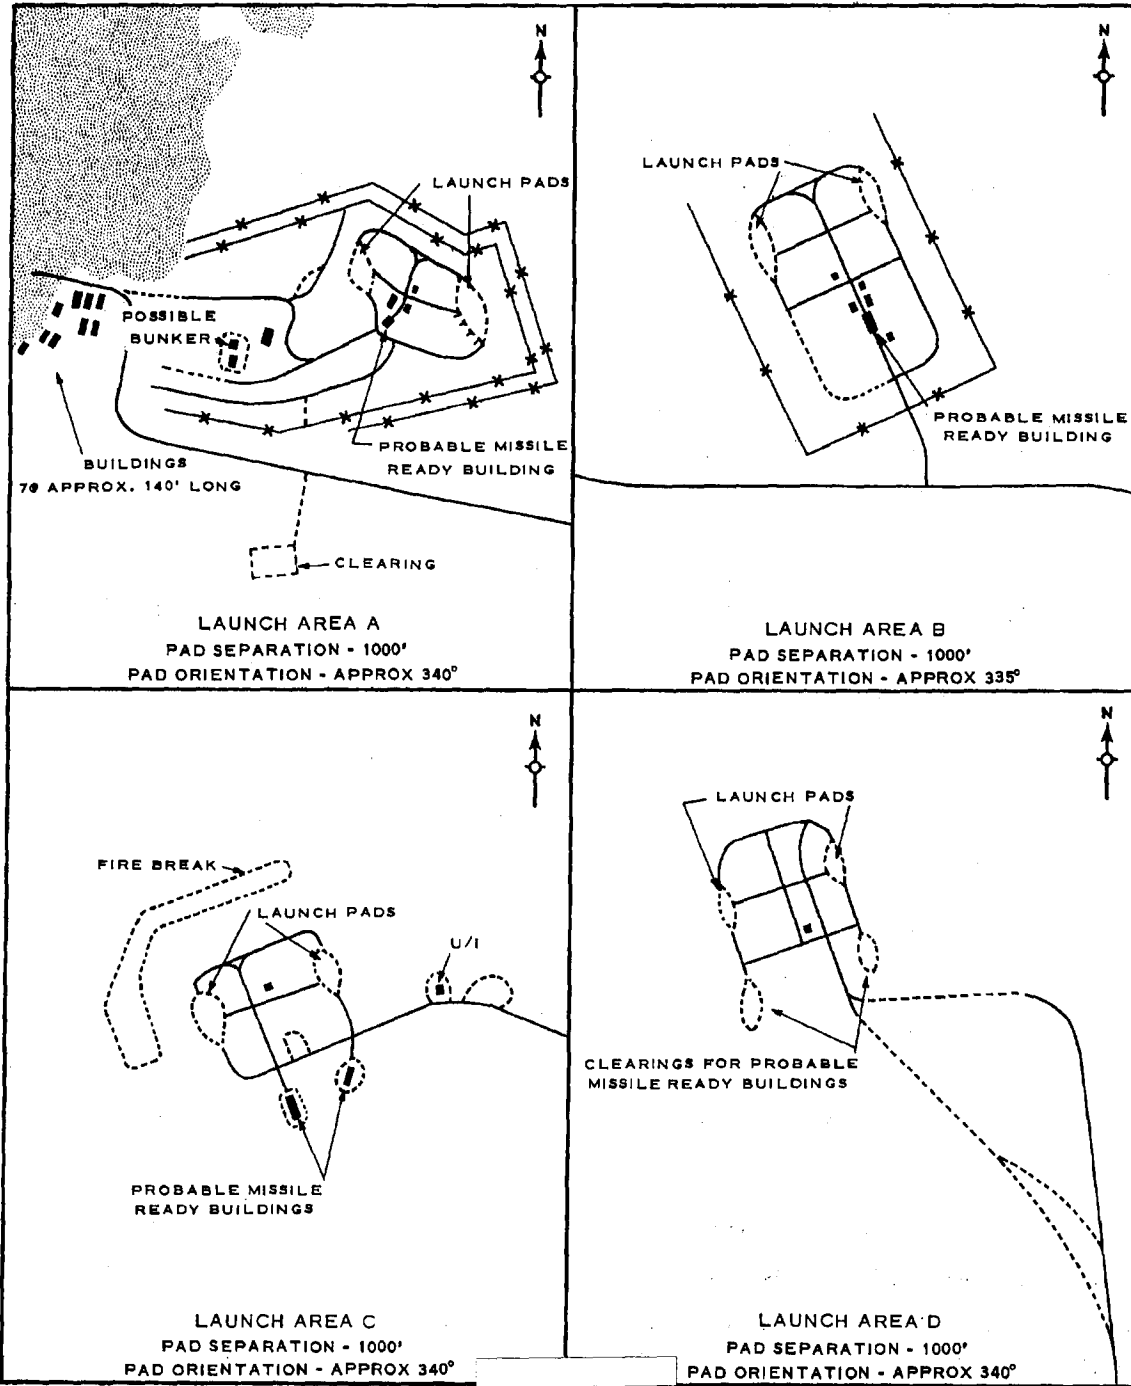 N
LAUNCH PADS
POSSIBLE
BUNKER
PROBABLE MISSILE
READY BUILDING
BUILDINGS
70 APPROX. 140' LONG
CLEARING
LAUNCH AREA A
PAD SEPARATION - 1000'
PAD ORIENTATION - APPROX 340°
N
LAUNCH PADS
PROBABLE MISSILE
READY BUILDING
LAUNCH AREA B
PAD SEPARATION - 1000'
PAD ORIENTATION - APPROX 335°
N
FIRE BREAK
LAUNCH PADS
U/I
PROBABLE MISSILE
READY BUILDINGS
LAUNCH AREA C
PAD SEPARATION - 1000'
PAD ORIENTATION - APPROX 340°
N
LAUNCH PADS
CLEARINGS FOR PROBABLE
MISSILE READY BUILDINGS
LAUNCH AREA D
PAD SEPARATION - 1000'
PAD ORIENTATION - APPROX 340°